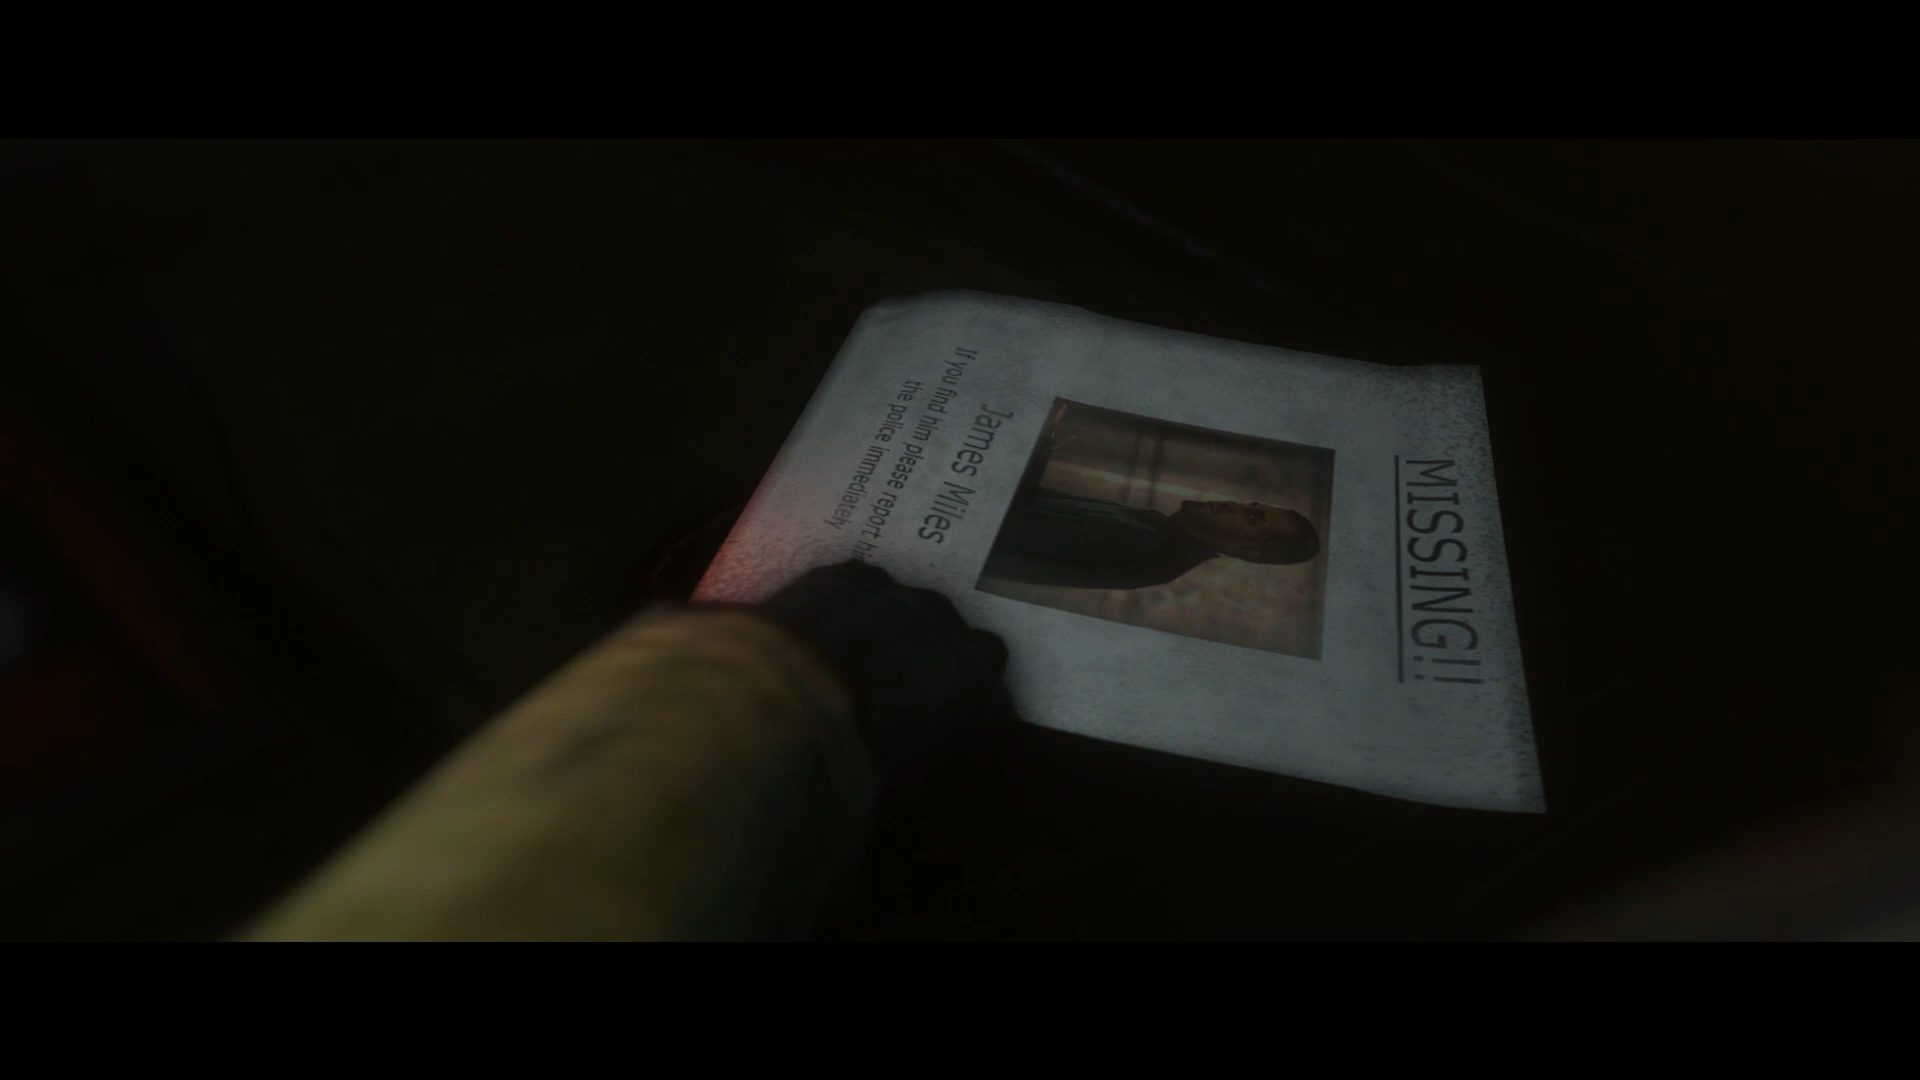 MISSING!!
James Miles
If you find him please report
the police immediately